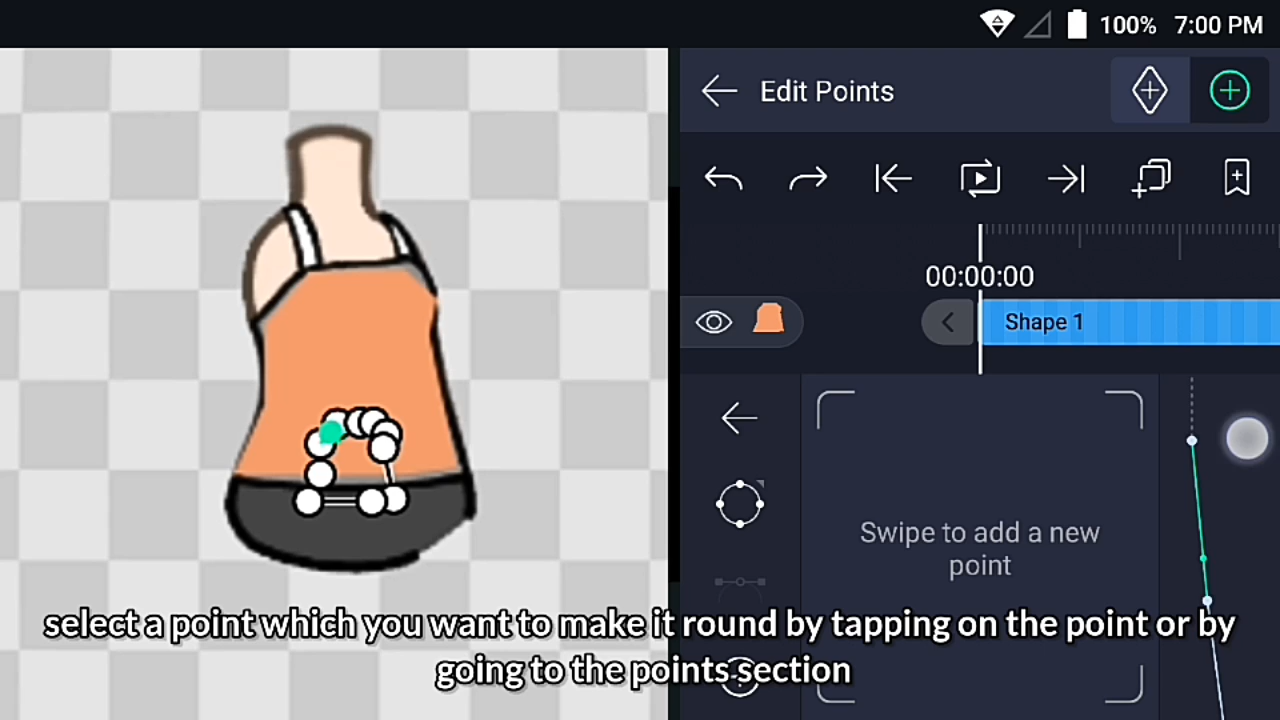 100% 7:00 PM
Edit Points
00:00:00
Shape 1
Swipe to add a new
point
select a point which you want to make it round by tapping on the point or by
going to the points section